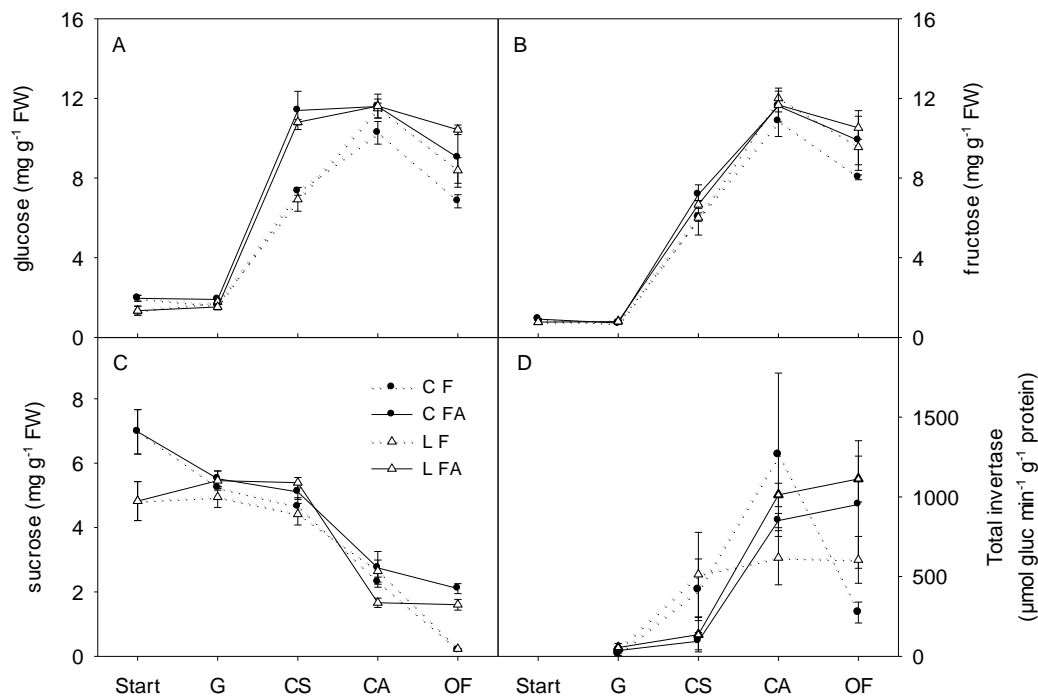 16
12
8
4
0
glucose (mg g⁻¹ FW)
A
B
16
12
8
4
0
fructose (mg g⁻¹ FW)
8
6
4
2
0
sucrose (mg g⁻¹ FW)
C
C F
C FA
L F
L FA
D
1500
1000
500
0
Total invertase
(µmol gluc min⁻¹ g⁻¹ protein)
Start G CS CA OF Start G CS CA OF